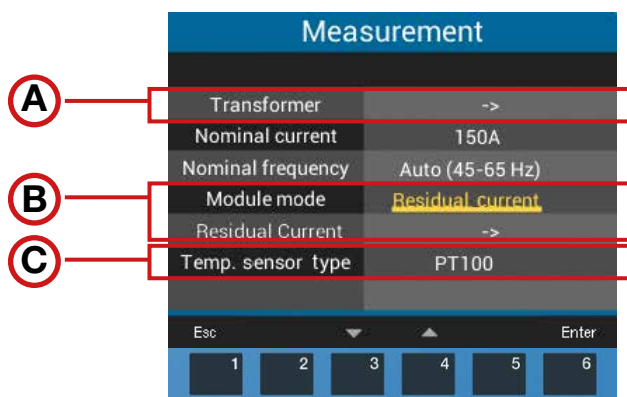 Measurement
A Transformer ->
Nominal current 150A
Nominal frequency Auto (45-65 Hz)
B Module mode Residual current
Residual Current ->
C Temp. sensor type PT100
Esc Enter
1 2 3 4 5 6